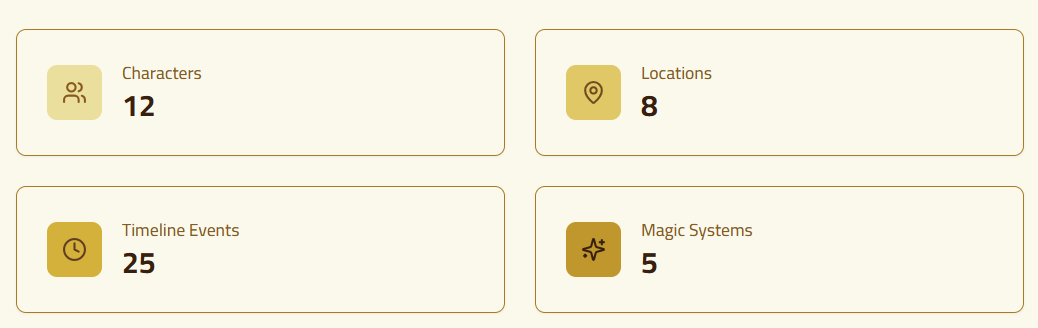 Characters
12
Locations
8
Timeline Events
25
Magic Systems
5